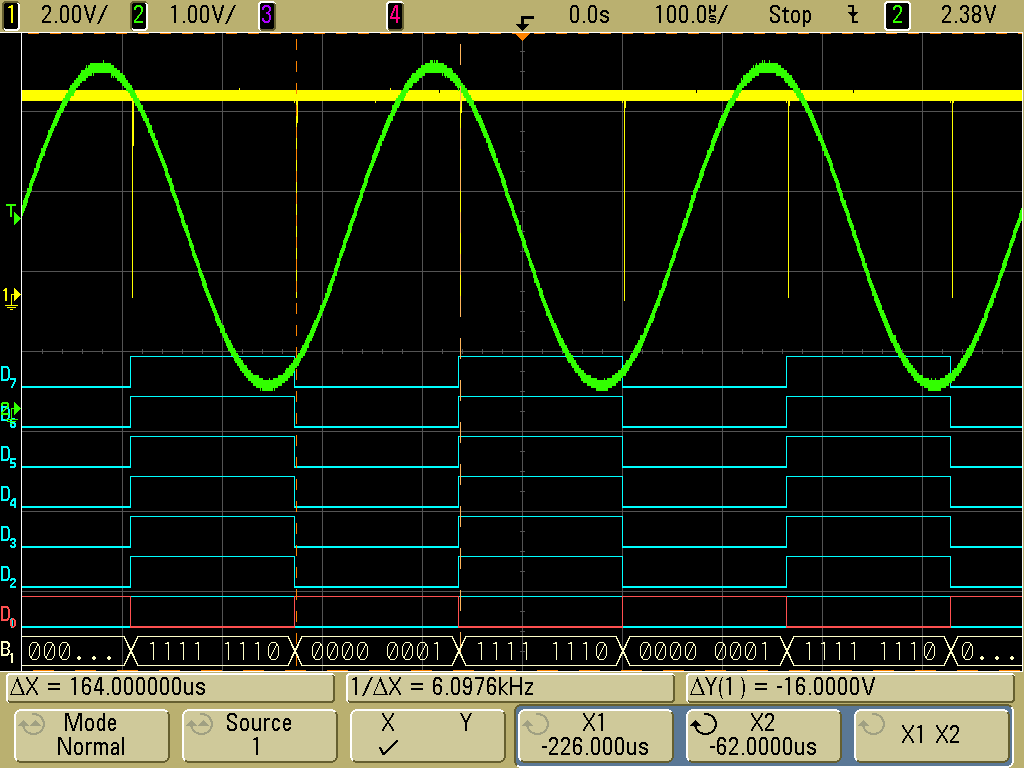 1 2.00V/ 2 1.00V/ 3 4 0.0s 100.0µs/ Stop 2 2.38V
T
1
D7
D5
D4
D3
D2
B1 000... 1111 1110 0000 0001 1111 1110 0000 0001 1111 1110 0...
ΔX = 164.000000us 1/ΔX = 6.0976kHz ΔY(1) = -16.0000V
Mode Source X Y X1 X2 X1 X2
Normal 1 ✓ -226.000us -62.0000us